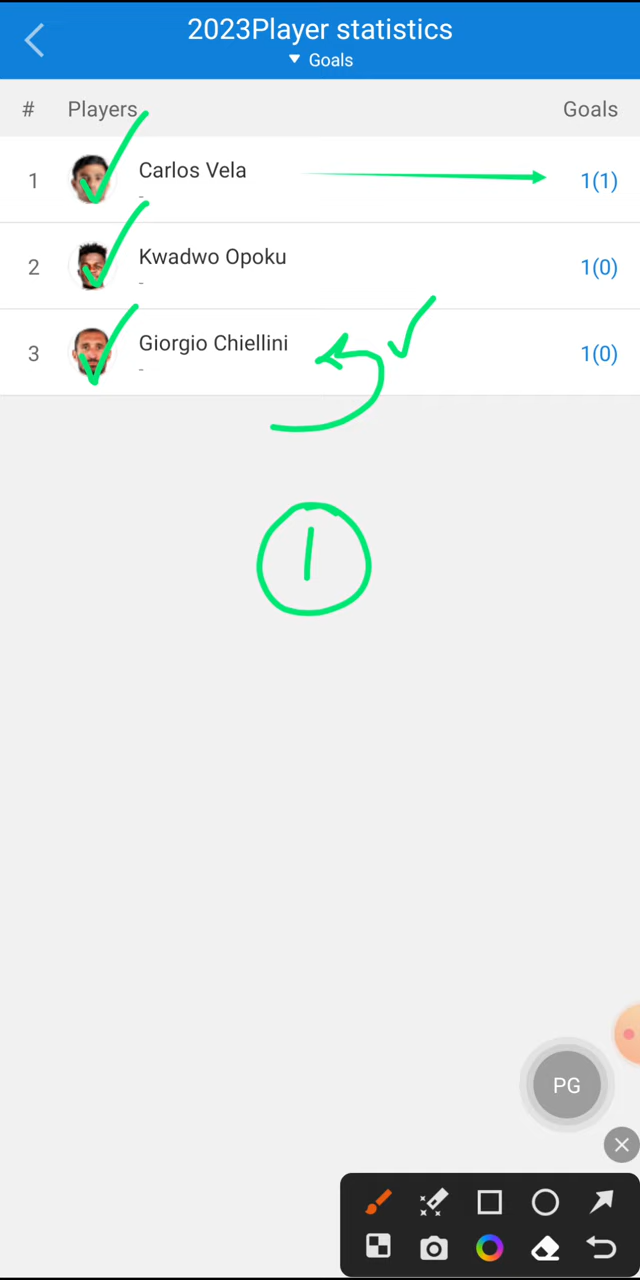 2023Player statistics
Goals
# Players Goals
1 Carlos Vela 1(1)
-
2 Kwadwo Opoku 1(0)
-
3 Giorgio Chiellini 1(0)
-
1
PG